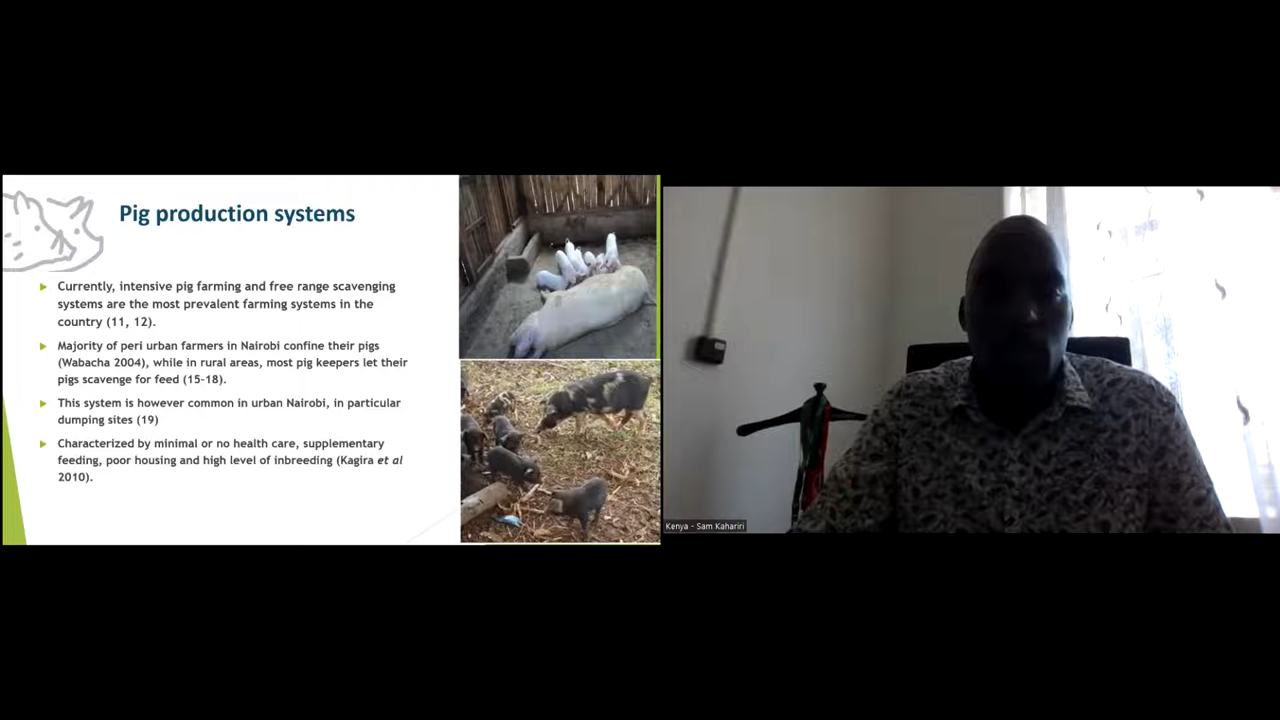 Pig production systems
Currently, intensive pig farming and free range scavenging
systems are the most prevalent farming systems in the
country (11, 12).
Majority of peri urban farmers in Nairobi confine their pigs
(Wabacha 2004), while in rural areas, most pig keepers let their
pigs scavenge for feed (15-18).
This system is however common in urban Nairobi, in particular
dumping sites (19)
Characterized by minimal or no health care, supplementary
feeding, poor housing and high level of inbreeding (Kagira et al
2010).
Kenya - Sam Kahariri